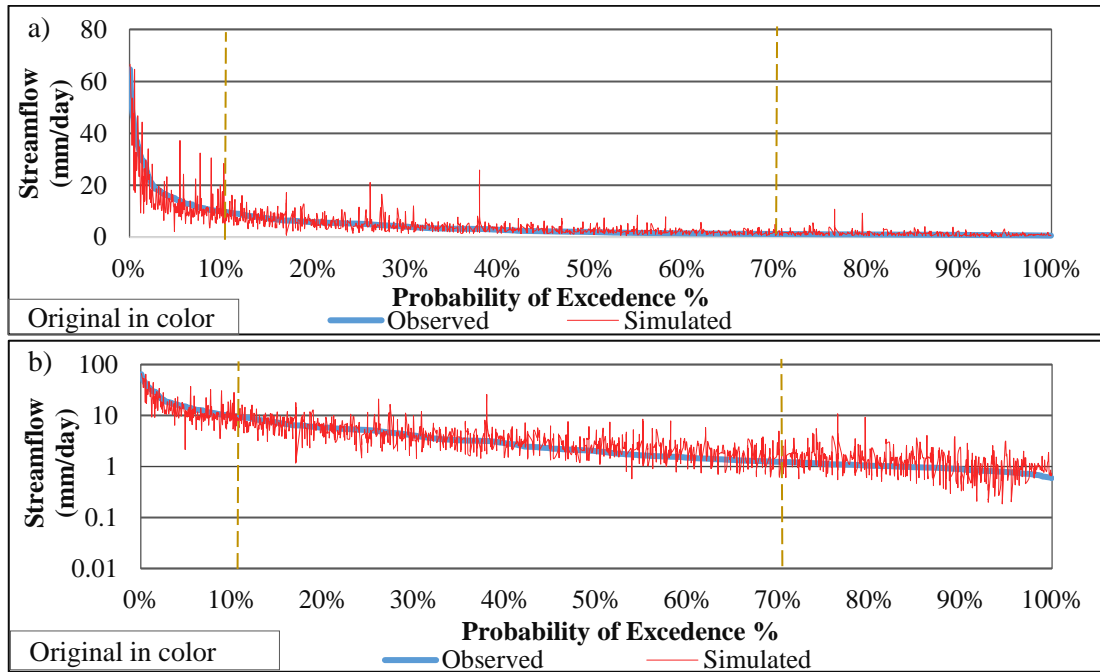 a)
80
60
40
20
0
Streamflow
(mm/day)
0% 10% 20% 30% 40% 50% 60% 70% 80% 90% 100%
Probability of Excedence %
Original in color
Observed Simulated
b)
100
10
1
0.1
0.01
Streamflow
(mm/day)
0% 10% 20% 30% 40% 50% 60% 70% 80% 90% 100%
Probability of Excedence %
Original in color
Observed Simulated